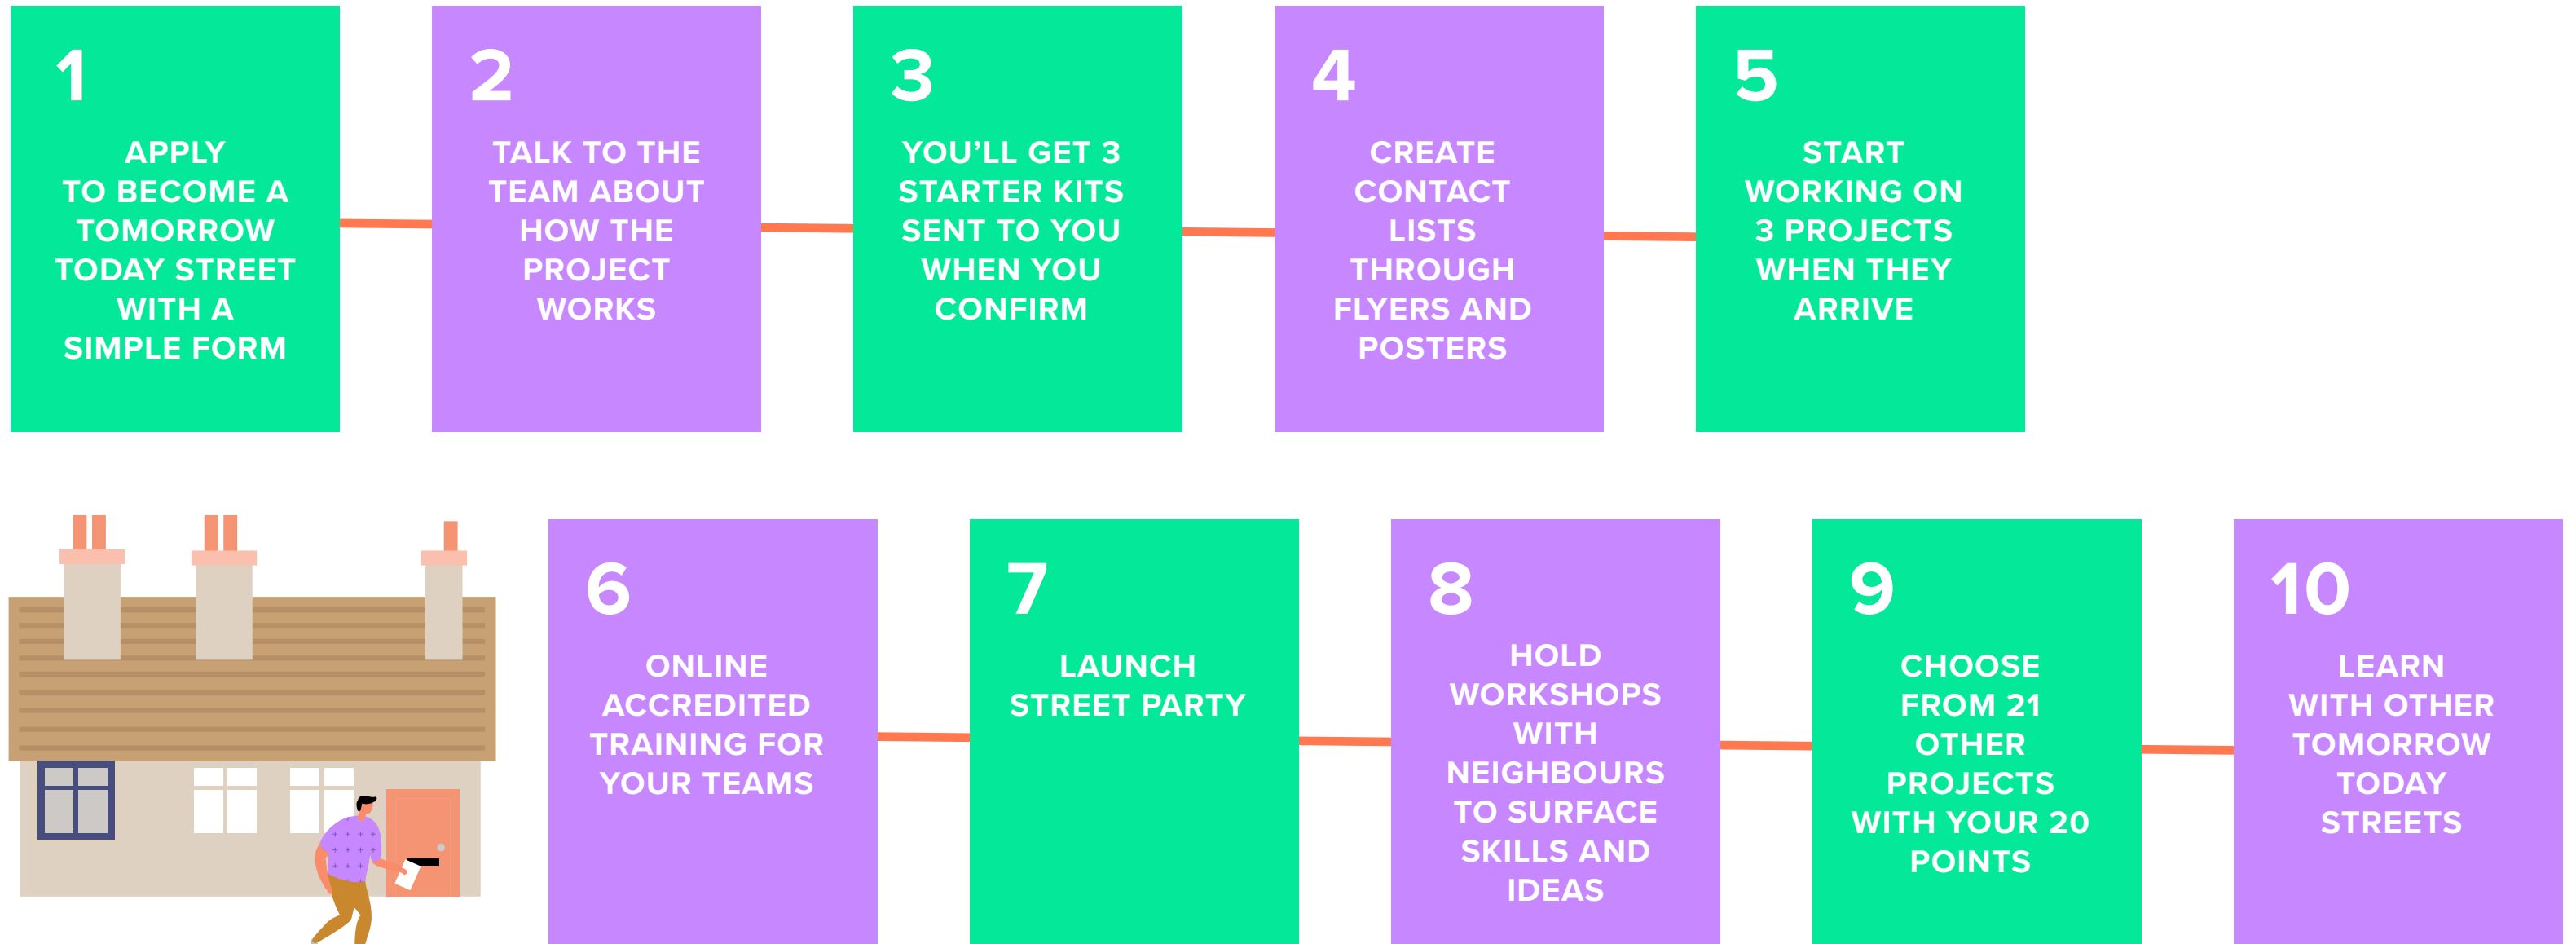 1
APPLY
TO BECOME A
TOMORROW
TODAY STREET
WITH A
SIMPLE FORM
2
TALK TO THE
TEAM ABOUT
HOW THE
PROJECT
WORKS
3
YOU'LL GET 3
STARTER KITS
SENT TO YOU
WHEN YOU
CONFIRM
4
CREATE
CONTACT
LISTS
THROUGH
FLYERS AND
POSTERS
5
START
WORKING ON
3 PROJECTS
WHEN THEY
ARRIVE
6
ONLINE
ACCREDITED
TRAINING FOR
YOUR TEAMS
7
LAUNCH
STREET PARTY
8
HOLD
WORKSHOPS
WITH
NEIGHBOURS
TO SURFACE
SKILLS AND
IDEAS
9
CHOOSE
FROM 21
OTHER
PROJECTS
WITH YOUR 20
POINTS
10
LEARN
WITH OTHER
TOMORROW
TODAY
STREETS